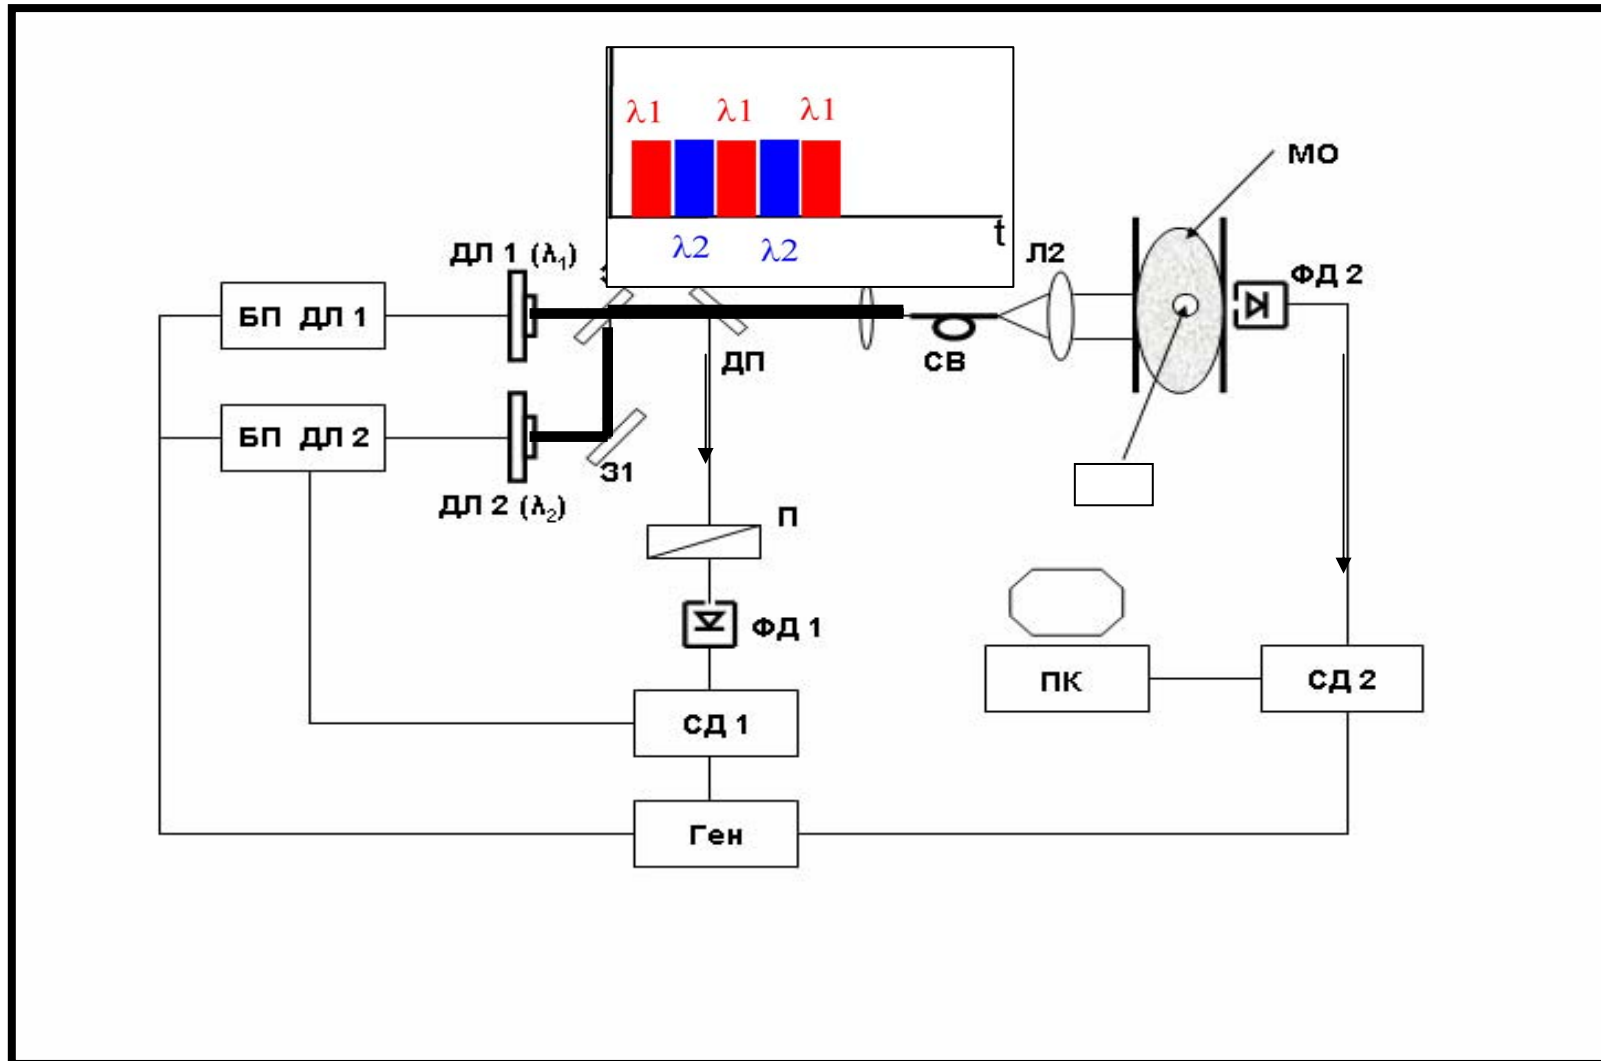 λ1 λ1 λ1
λ2 λ2
t
МО
ДЛ 1 (λ₁)
Л2
ФД 2
БП ДЛ 1
ДП
СВ
БП ДЛ 2
З1
ДЛ 2 (λ₂)
П
ФД 1
ПК
СД 2
СД 1
Ген